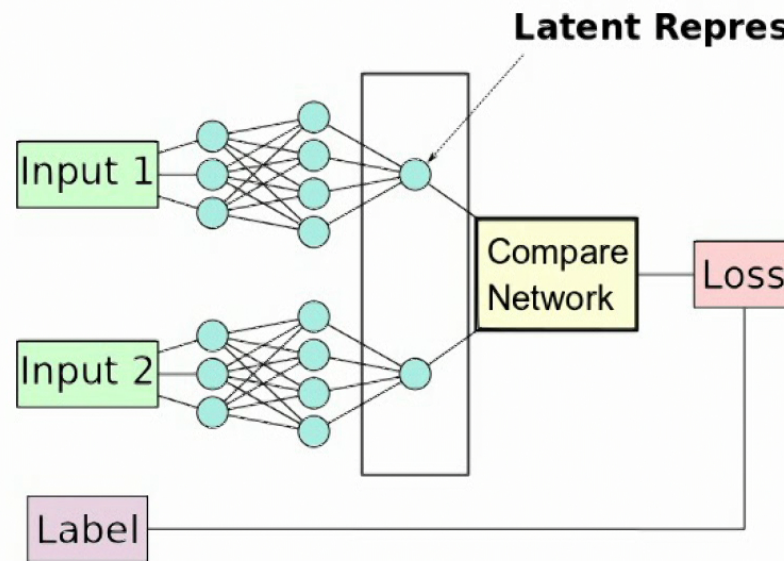 Latent Repres
Input 1
Compare
Network
Loss
Input 2
Label